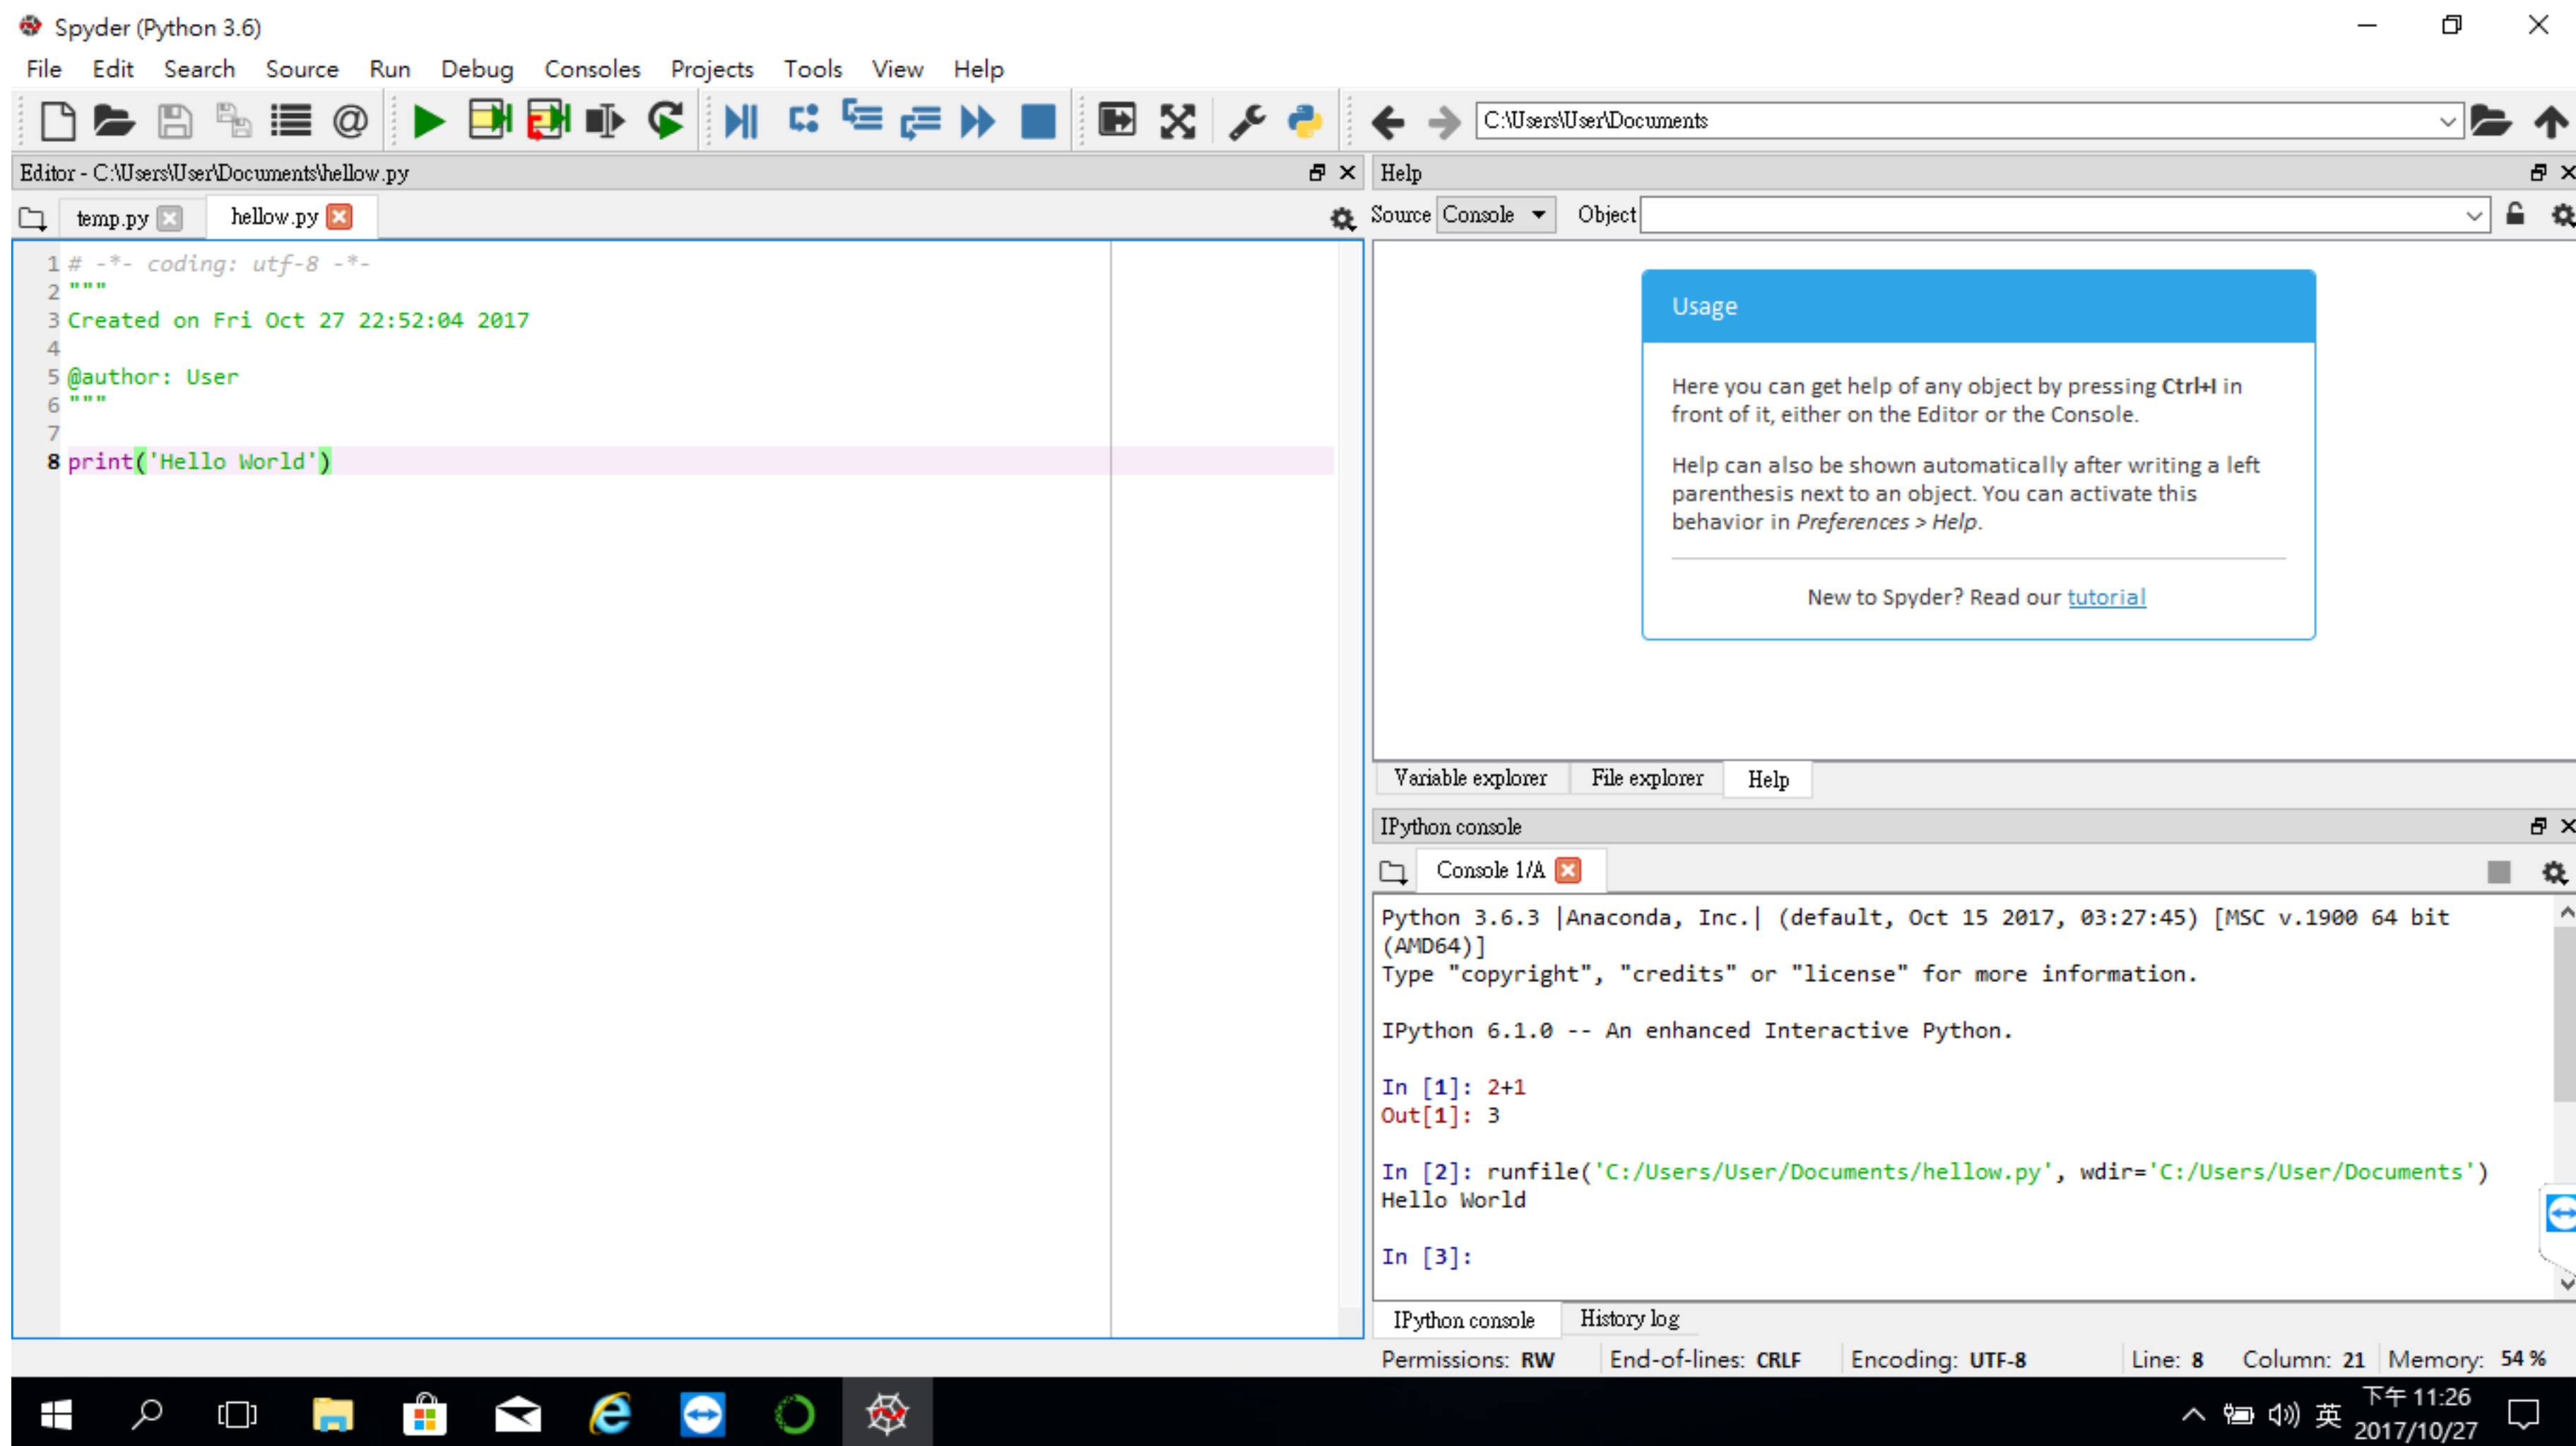 Spyder (Python 3.6)
File Edit Search Source Run Debug Consoles Projects Tools View Help
C:\Users\User\Documents
Editor - C:\Users\User\Documents\hellow.py
temp.py hellow.py
1 # -*- coding: utf-8 -*-
2 """
3 Created on Fri Oct 27 22:52:04 2017
4
5 @author: User
6 """
7
8 print('Hello World')
Help
Source Console Object
Usage
Here you can get help of any object by pressing Ctrl+I in
front of it, either on the Editor or the Console.
Help can also be shown automatically after writing a left
parenthesis next to an object. You can activate this
behavior in Preferences > Help.
New to Spyder? Read our tutorial
Variable explorer File explorer Help
IPython console
Console 1/A
Python 3.6.3 |Anaconda, Inc.| (default, Oct 15 2017, 03:27:45) [MSC v.1900 64 bit
(AMD64)]
Type "copyright", "credits" or "license" for more information.
IPython 6.1.0 -- An enhanced Interactive Python.
In [1]: 2+1
Out[1]: 3
In [2]: runfile('C:/Users/User/Documents/hellow.py', wdir='C:/Users/User/Documents')
Hello World
In [3]:
IPython console History log
Permissions: RW End-of-lines: CRLF Encoding: UTF-8 Line: 8 Column: 21 Memory: 54 %
英
下午 11:26
2017/10/27